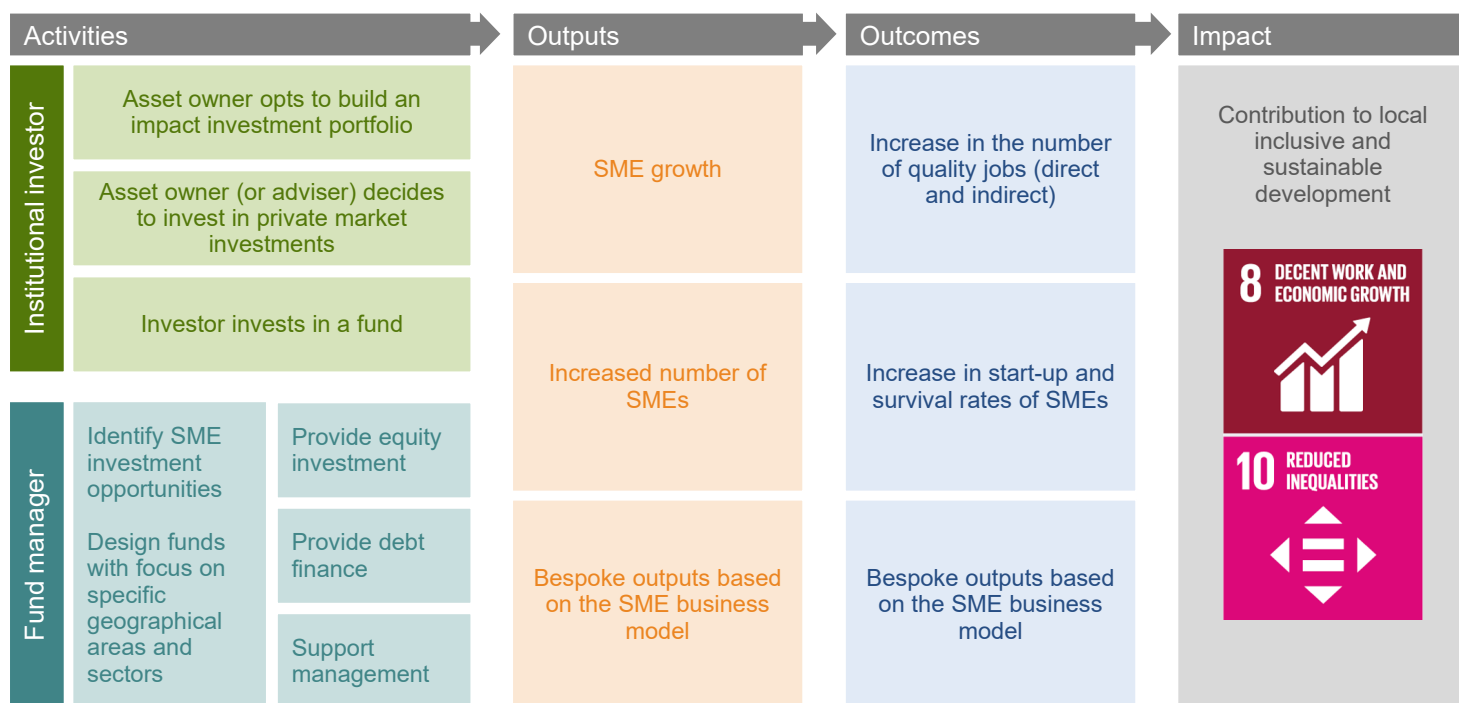 Activities
Outputs
Outcomes
Impact
Institutional investor
Asset owner opts to build an
impact investment portfolio
Asset owner (or adviser) decides
to invest in private market
investments
Investor invests in a fund
Fund manager
Identify SME
investment
opportunities
Design funds
with focus on
specific
geographical
areas and
sectors
Provide equity
investment
Provide debt
finance
Support
management
SME growth
Increased number of
SMEs
Bespoke outputs based
on the SME business
model
Increase in the number
of quality jobs (direct
and indirect)
Increase in start-up and
survival rates of SMEs
Bespoke outputs based
on the SME business
model
Contribution to local
inclusive and
sustainable
development
8 DECENT WORK AND
ECONOMIC GROWTH
10 REDUCED
INEQUALITIES